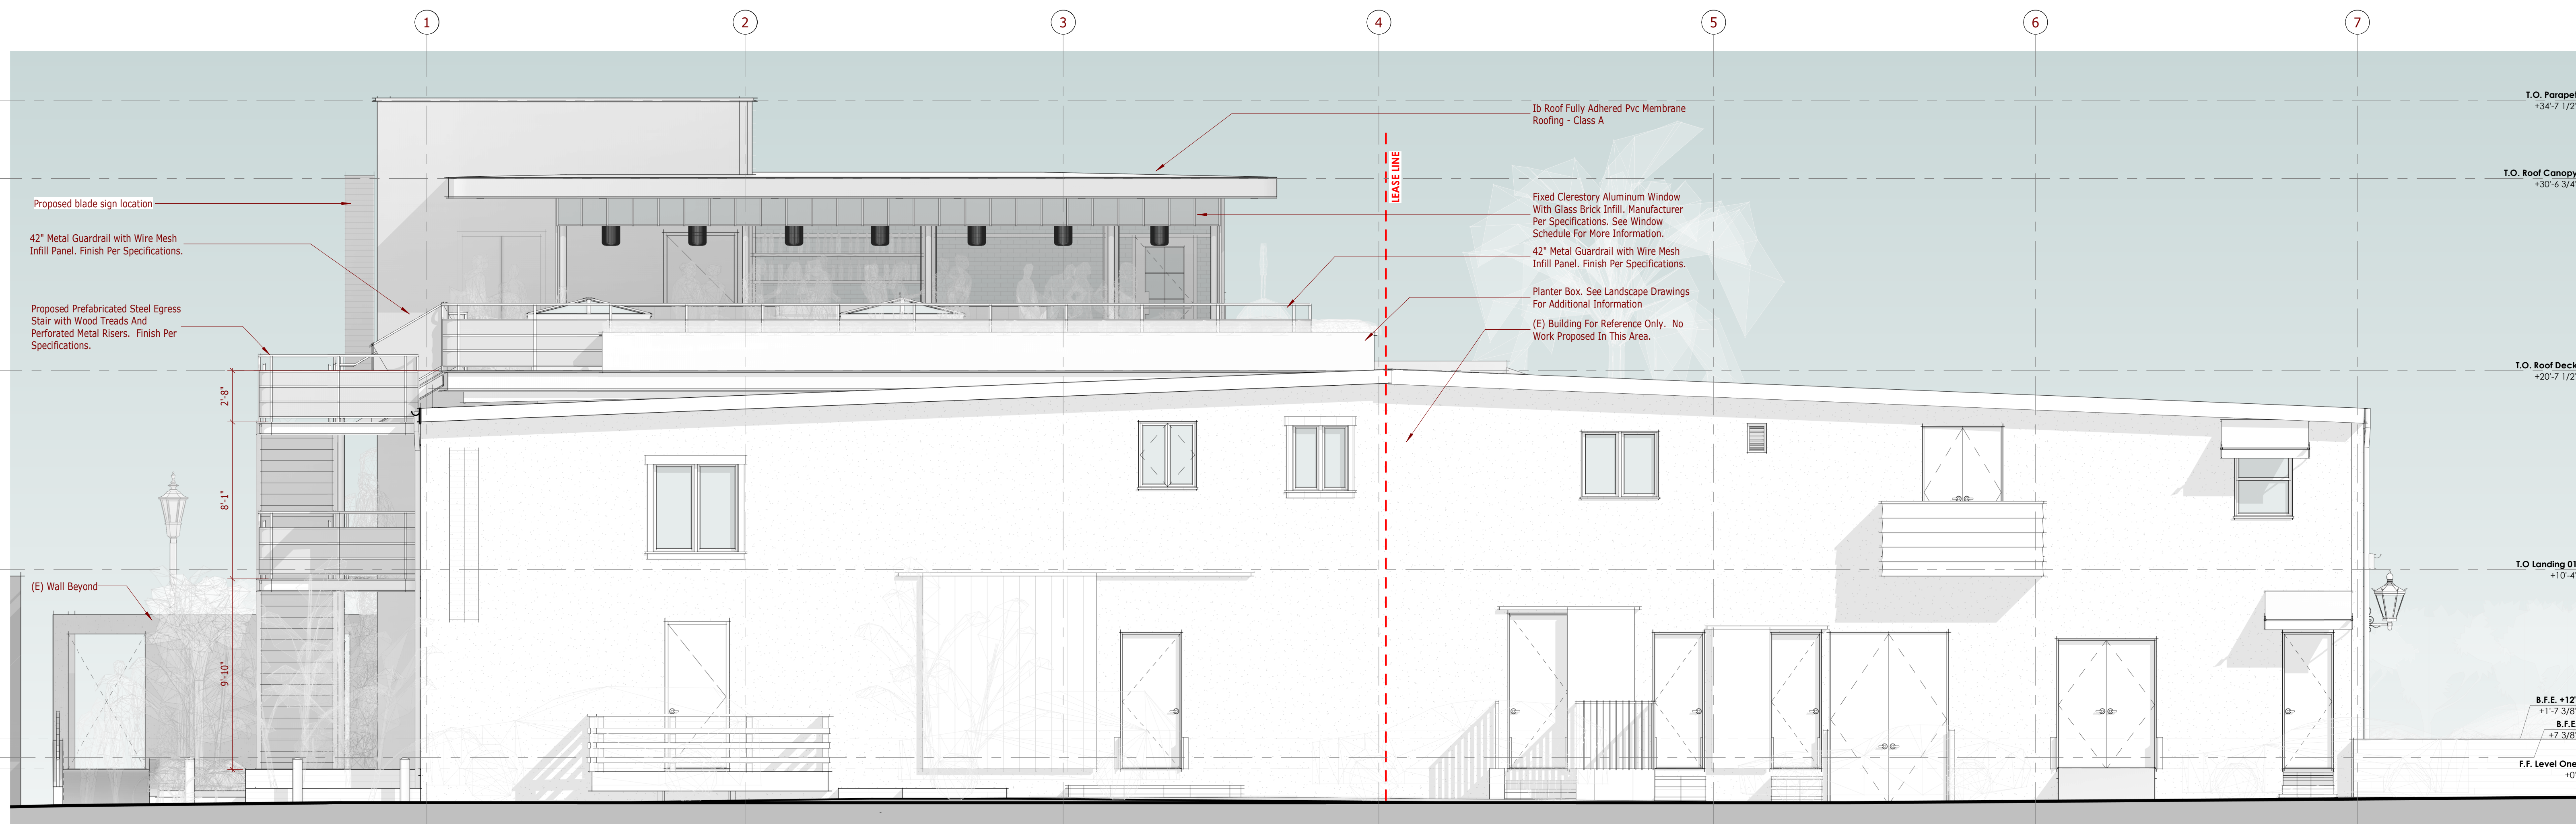 1
2
3
4
5
6
7
T.O. Parapet
+34'-7 1/2"
Ib Roof Fully Adhered Pvc Membrane
Roofing - Class A
LEASE LINE
T.O. Roof Canopy
+30'-6 3/4"
Proposed blade sign location
Fixed Clerestory Aluminum Window
With Glass Brick Infill. Manufacturer
Per Specifications. See Window
Schedule For More Information.
42" Metal Guardrail with Wire Mesh
Infill Panel. Finish Per Specifications.
42" Metal Guardrail with Wire Mesh
Infill Panel. Finish Per Specifications.
Planter Box. See Landscape Drawings
For Additional Information
Proposed Prefabricated Steel Egress
Stair with Wood Treads And
Perforated Metal Risers.  Finish Per
Specifications.
(E) Building For Reference Only.  No
Work Proposed In This Area.
T.O. Roof Deck
+20'-7 1/2"
2'-8"
8'-1"
T.O Landing 01
+10'-4"
(E) Wall Beyond
9'-10"
B.F.E. +12"
+1'-7 3/8"
B.F.E.
+7 3/8"
F.F. Level One
+0"